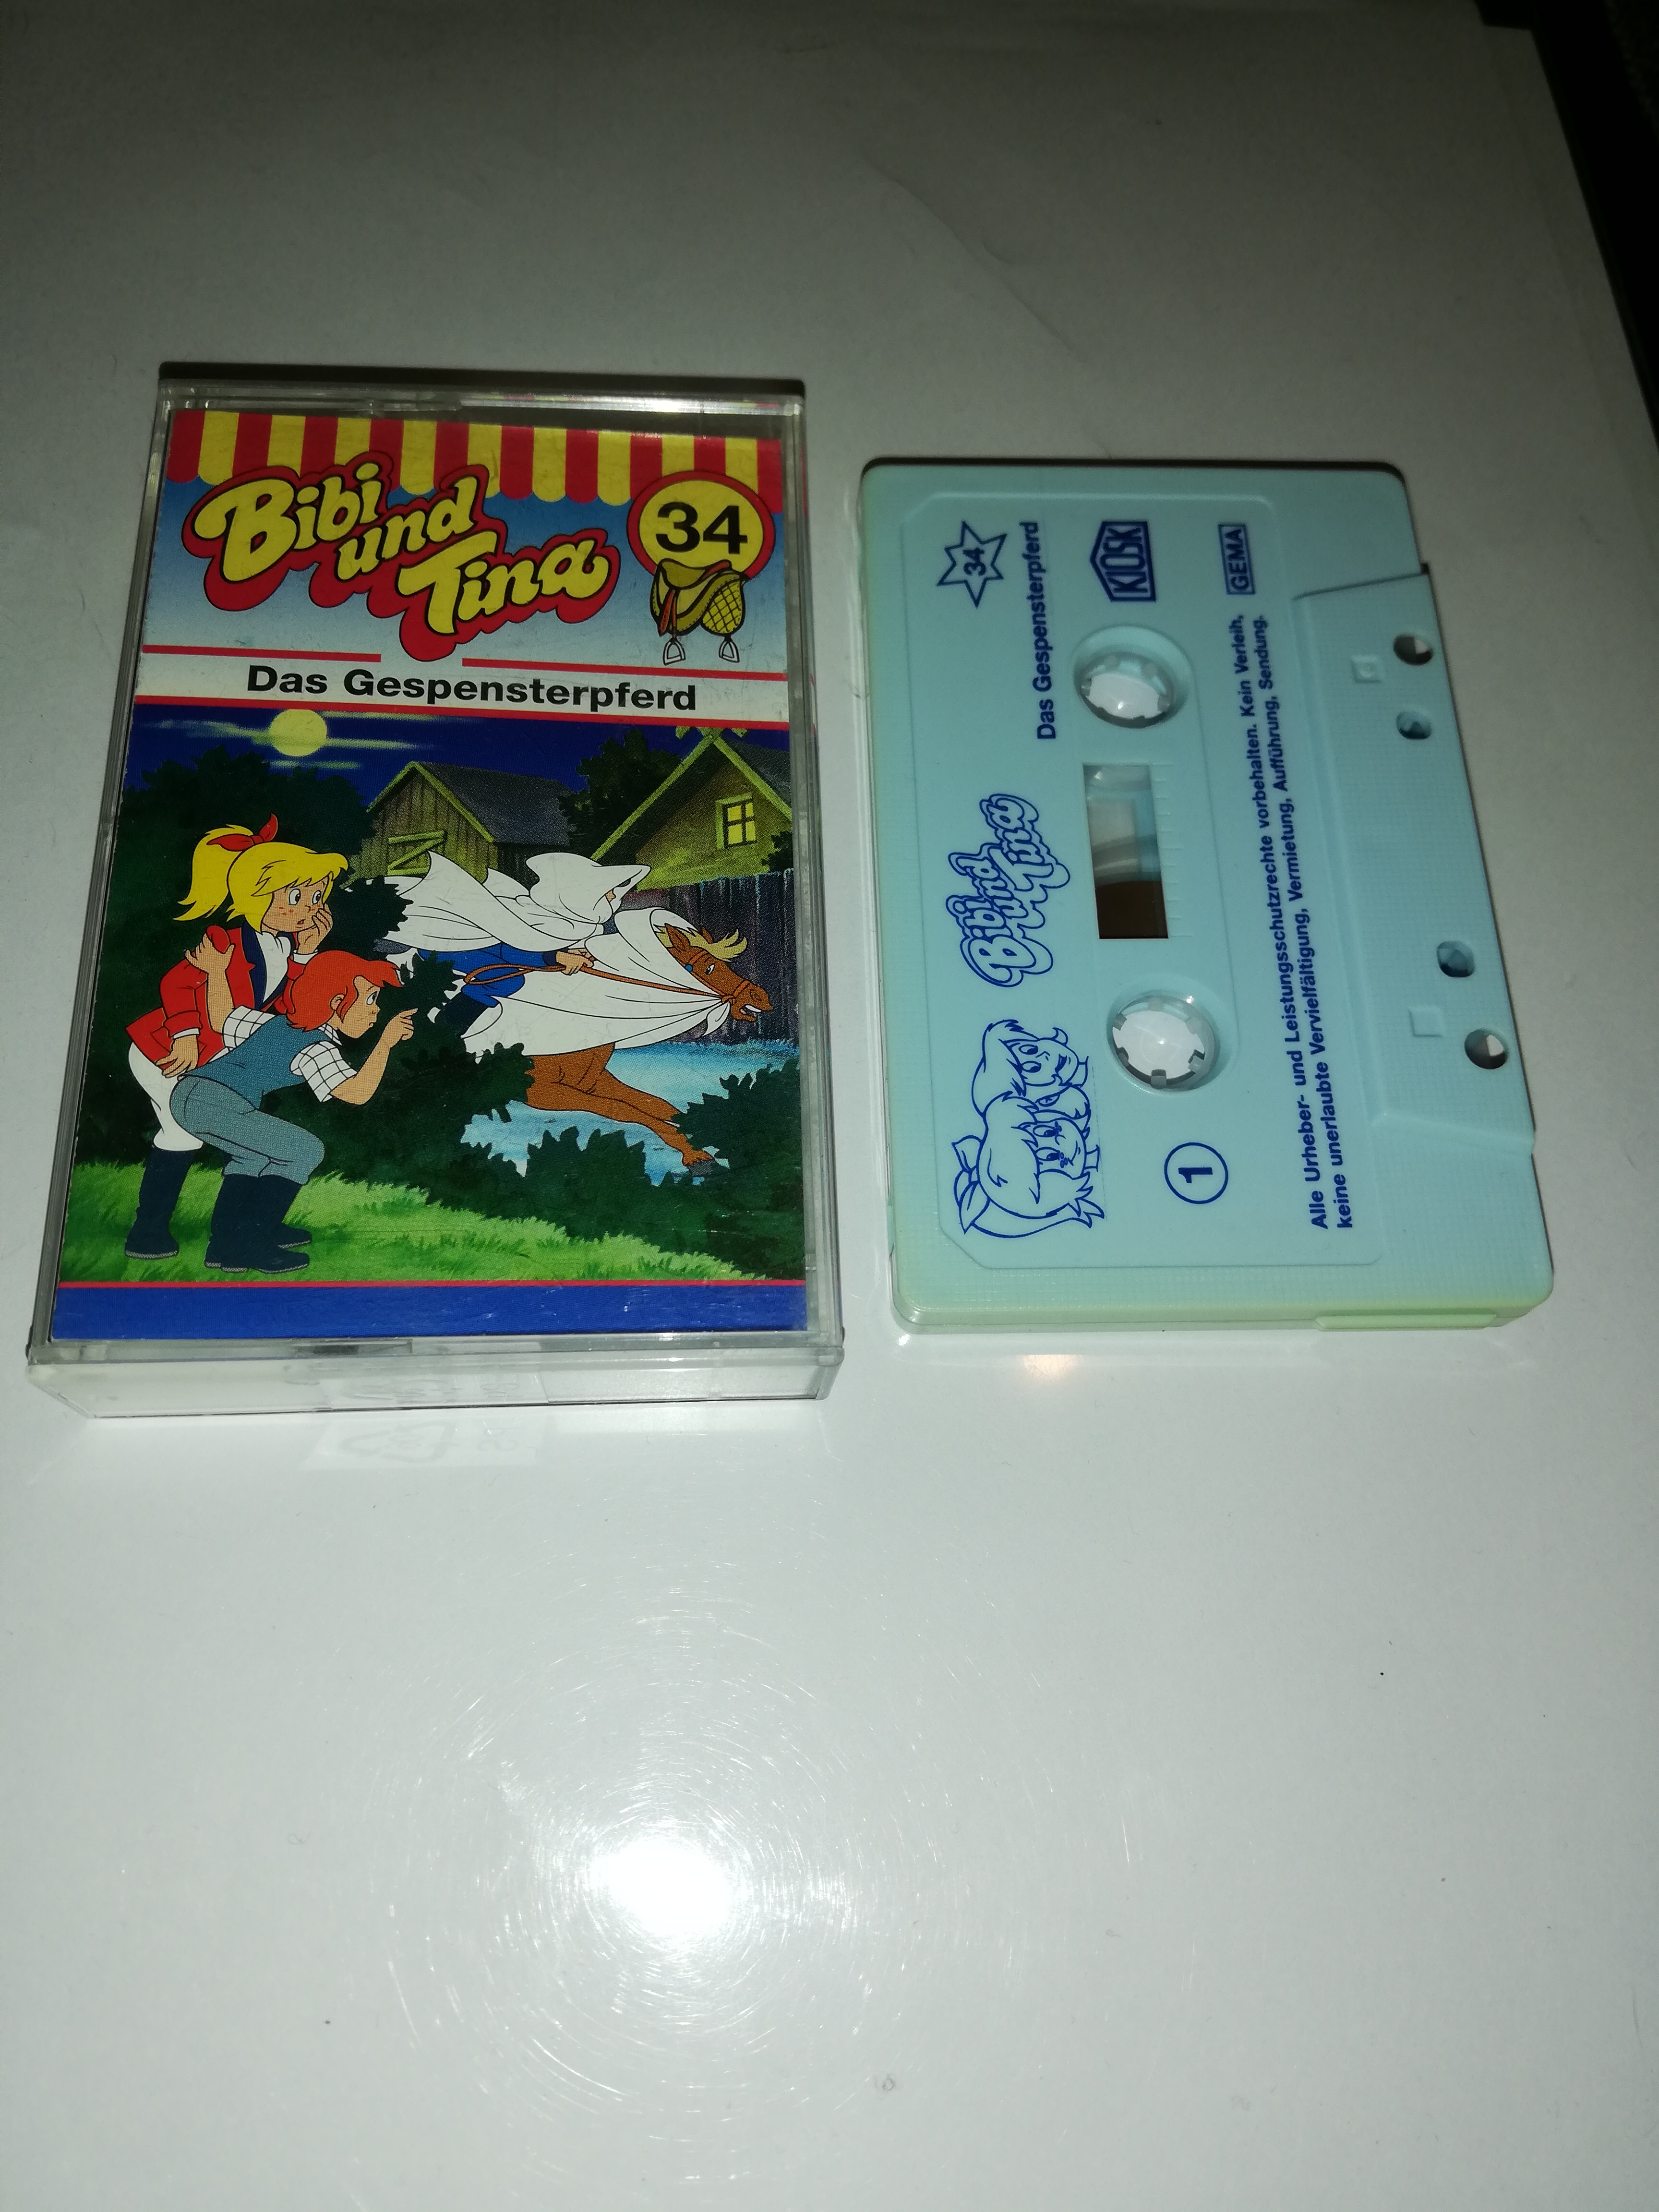 Bibi
und
Tina
34
Das Gespensterpferd
34
Das Gespensterpferd
KIOSK
GEMA
Bibi und
Tina
1
Alle Urheber- und Leistungsschutzrechte vorbehalten. Kein Verleih,
keine unerlaubte Vervielfältigung, Vermietung, Aufführung, Sendung.